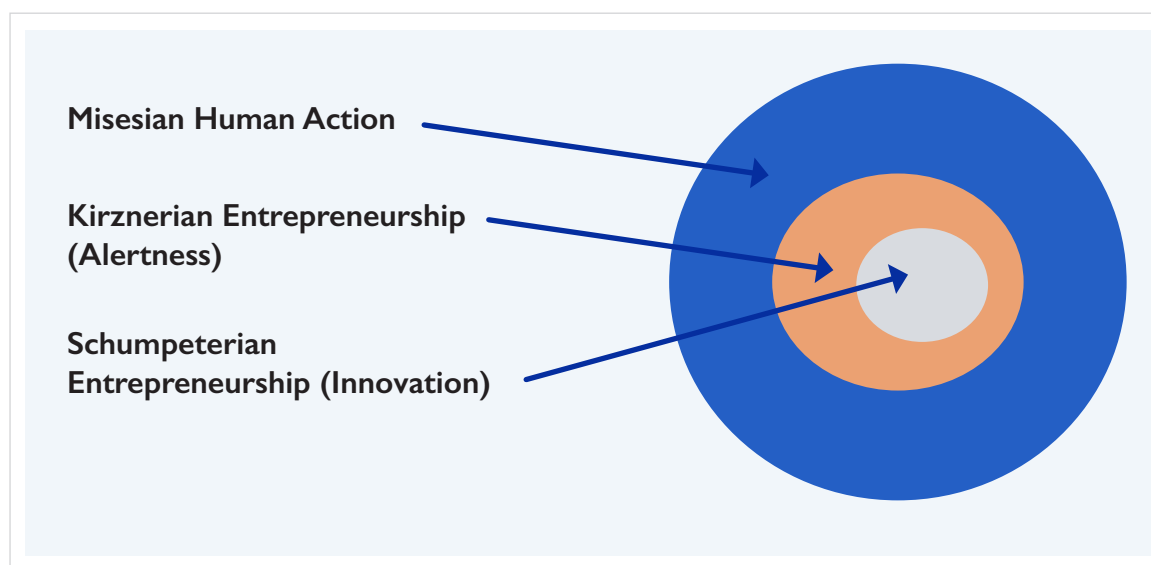 Misesian Human Action
Kirznerian Entrepreneurship
(Alertness)
Schumpeterian
Entrepreneurship (Innovation)